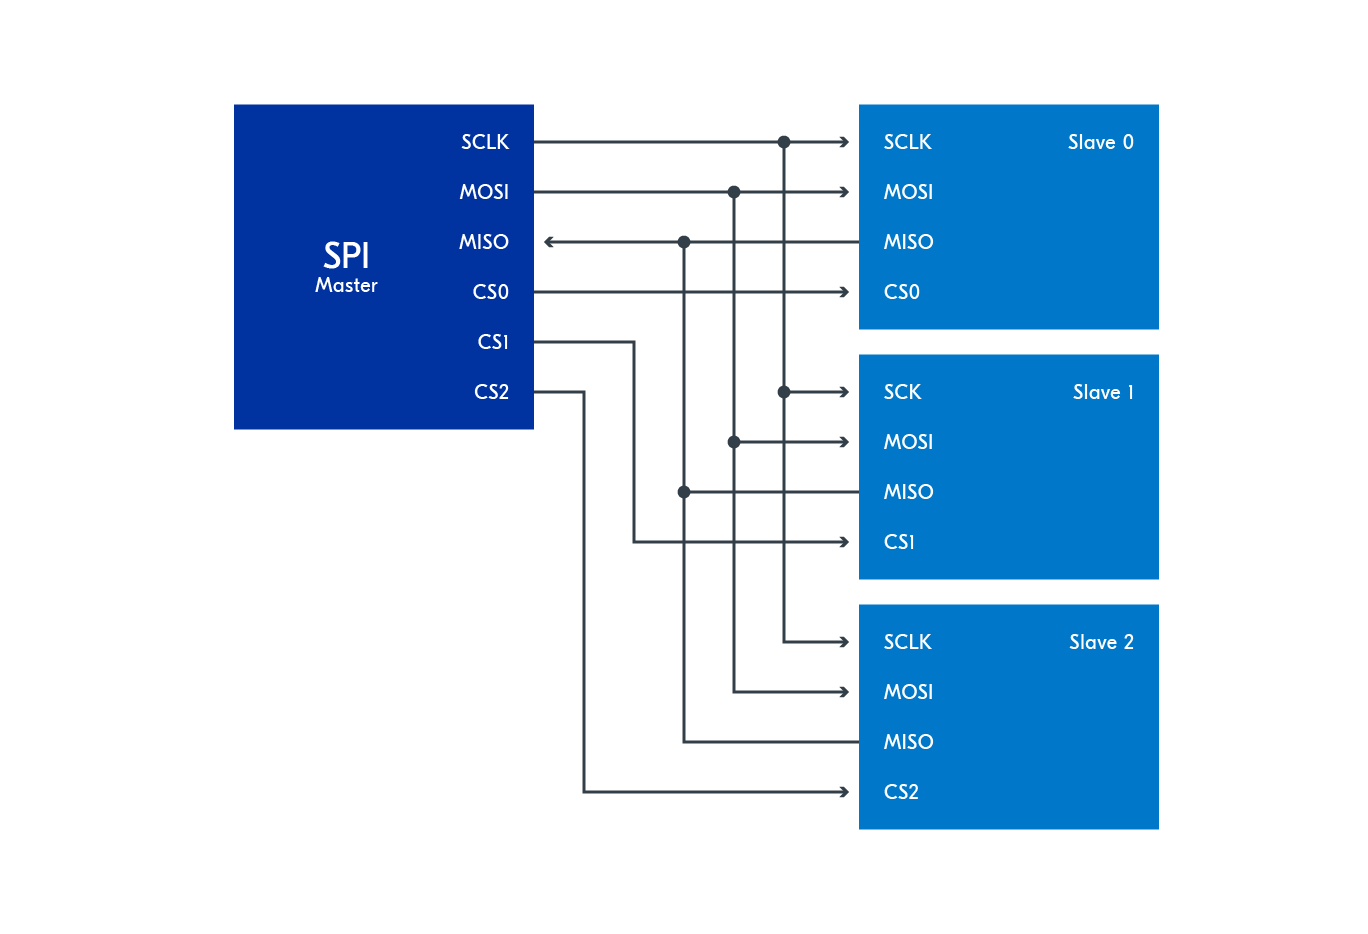 SCLK
MOSI
MISO
CS0
CS1
CS2
SPI
Master
SCLK
Slave 0
MOSI
MISO
CS0
SCK
Slave 1
MOSI
MISO
CS1
SCLK
Slave 2
MOSI
MISO
CS2